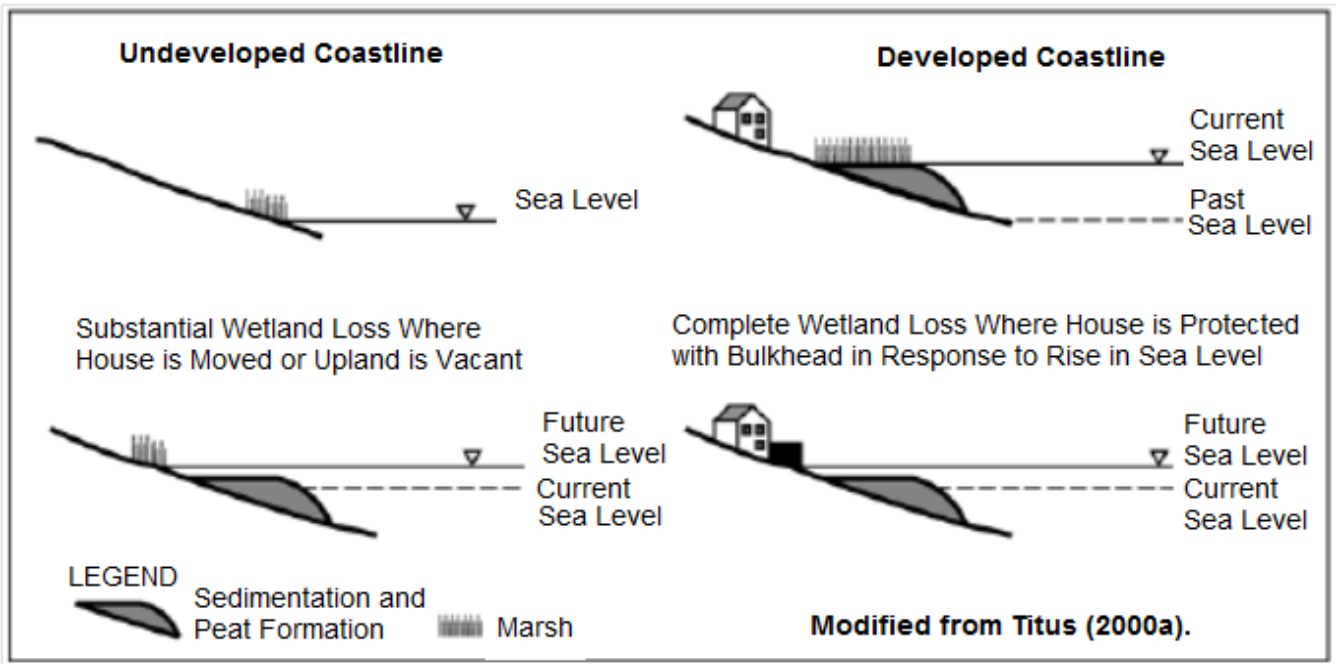 Undeveloped Coastline
Sea Level
Developed Coastline
Current
Sea Level
Past
Sea Level
Substantial Wetland Loss Where
House is Moved or Upland is Vacant
Future
Sea Level
Current
Sea Level
Complete Wetland Loss Where House is Protected
with Bulkhead in Response to Rise in Sea Level
Future
Sea Level
Current
Sea Level
LEGEND
Sedimentation and
Peat Formation
Marsh
Modified from Titus (2000a).